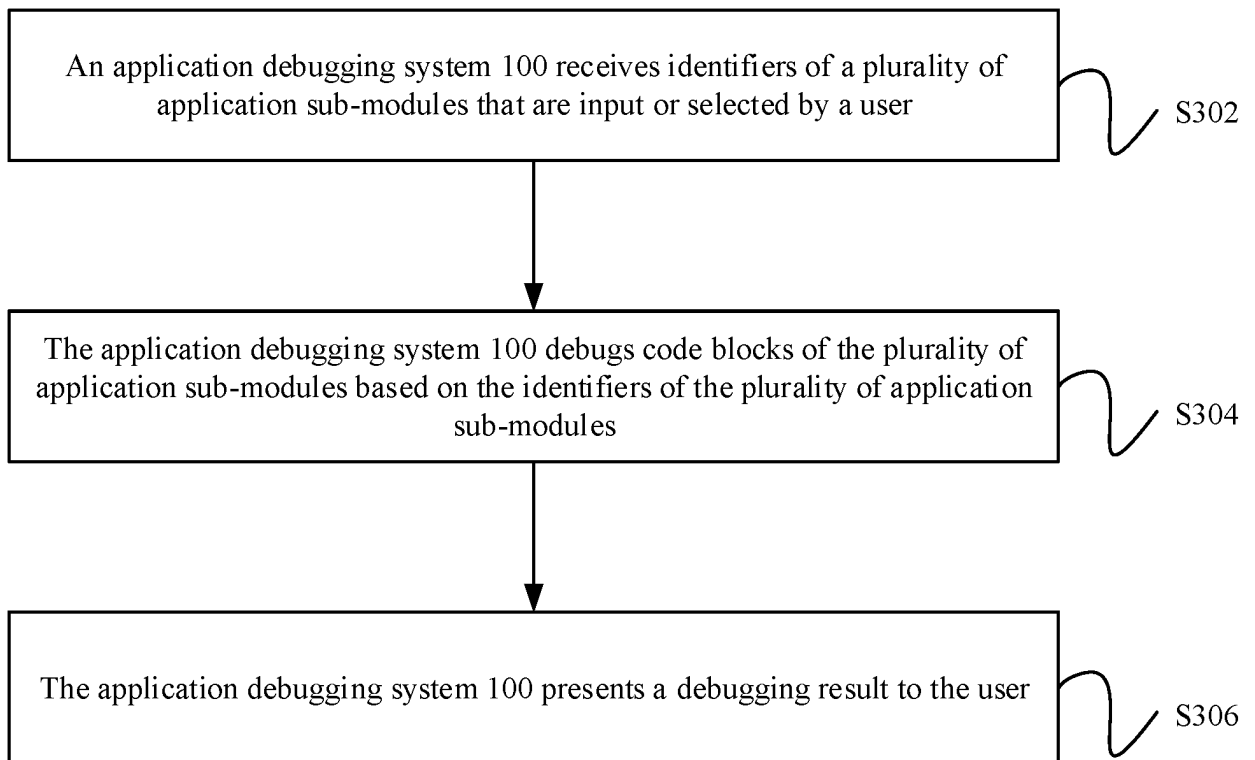 An application debugging system 100 receives identifiers of a plurality of
application sub-modules that are input or selected by a user
S302
The application debugging system 100 debugs code blocks of the plurality of
application sub-modules based on the identifiers of the plurality of application
sub-modules
S304
The application debugging system 100 presents a debugging result to the user
S306